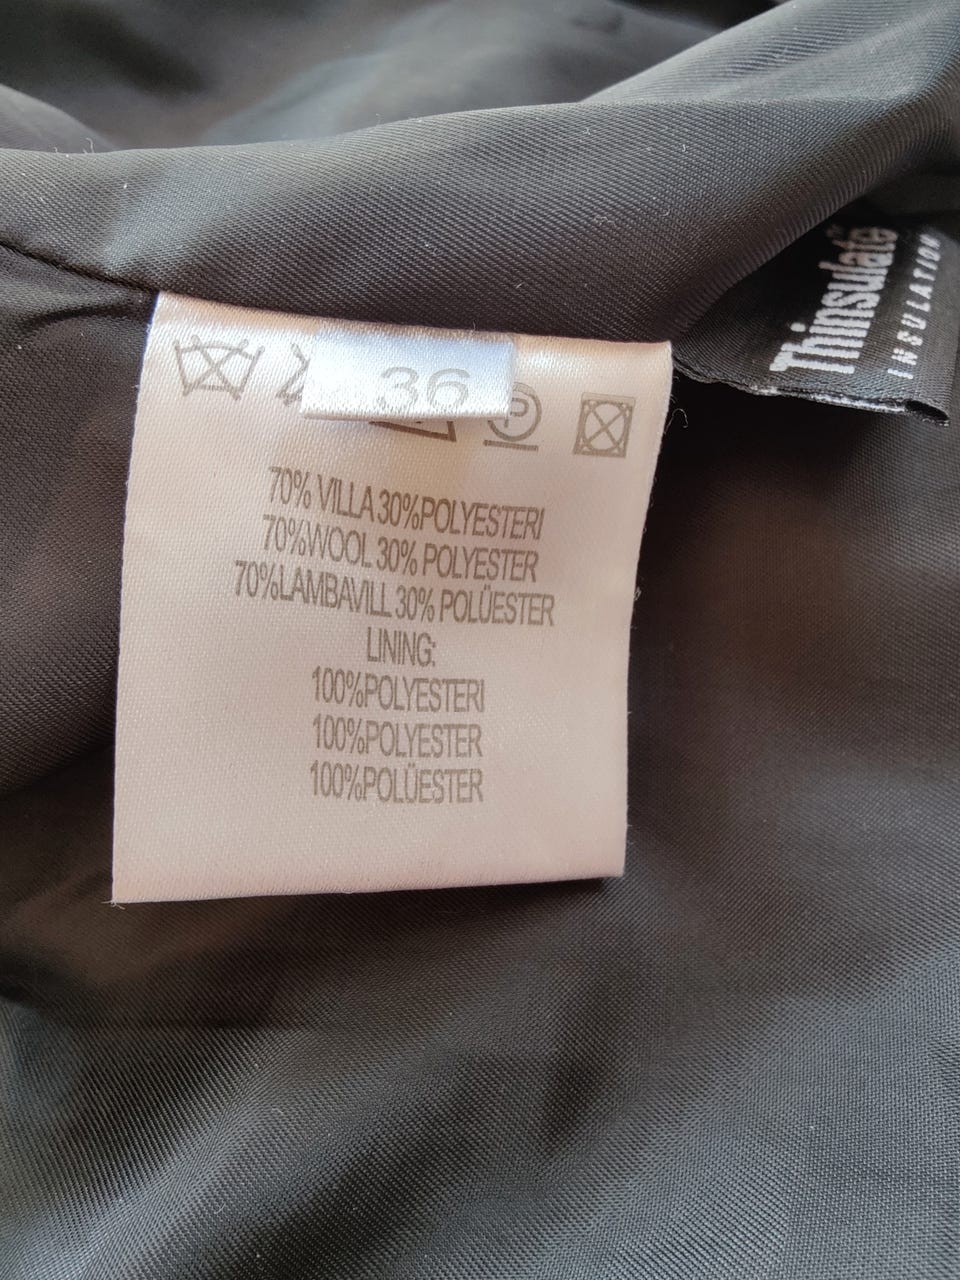 36
P
70% VILLA 30%POLYESTERI
70%WOOL 30% POLYESTER
70%LAMBAVILL 30% POLÜESTER
LINING:
100%POLYESTERI
100%POLYESTER
100%POLÜESTER
Thinsulate™
INSULATION